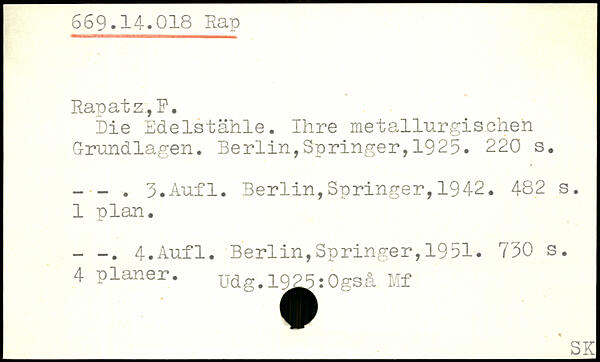 669.14.018 Rap
Rapatz,F.
Die Edelstähle. Ihre metallurgischen
Grundlagen. Berlin,Springer,1925. 220 s.
- - . 3.Aufl. Berlin,Springer,1942. 482 s.
1 plan.
- -. 4.Aufl. Berlin,Springer,1951. 730 s.
4 planer.
Udg.1925:Også Mf
SK